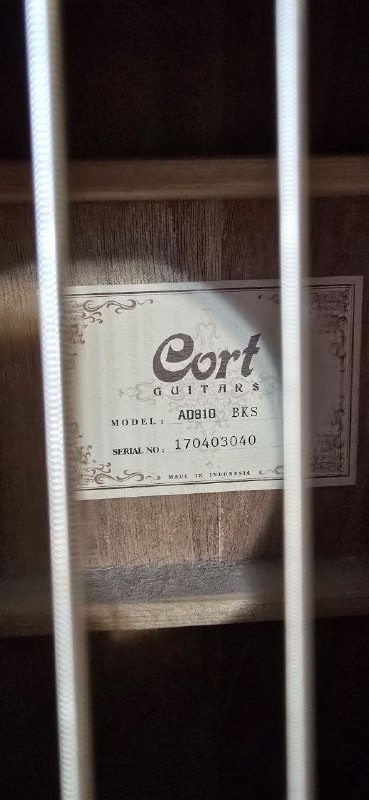 Cort
GUITARS
MODEL : AD810 BKS
SERIAL NO : 170403040
MADE IN INDONESIA